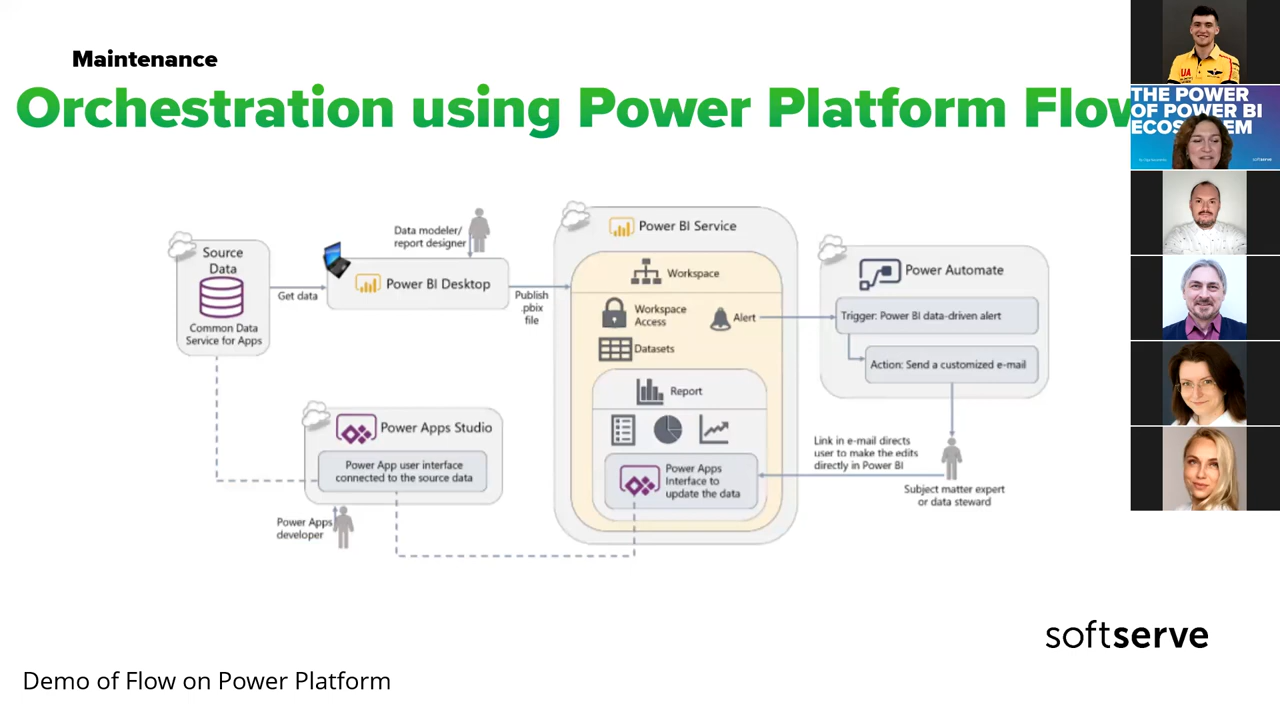 Maintenance
Orchestration using Power Platform Flow
THE POWER
OF POWER BI
softserve
UA
Source
Data
Common Data
Service for Apps
Get data
Data modeler/
report designer
Power BI Desktop
Publish
.pbix
file
Power BI Service
Workspace
Workspace
Access
Alert
Datasets
Report
Power Apps
Interface to
update the data
Power Automate
Trigger: Power BI data-driven alert
Action: Send a customized e-mail
Link in e-mail directs
user to make the edits
directly in Power BI
Subject matter expert
or data steward
Power Apps Studio
Power App user interface
connected to the source data
Power Apps
developer
softserve
Demo of Flow on Power Platform